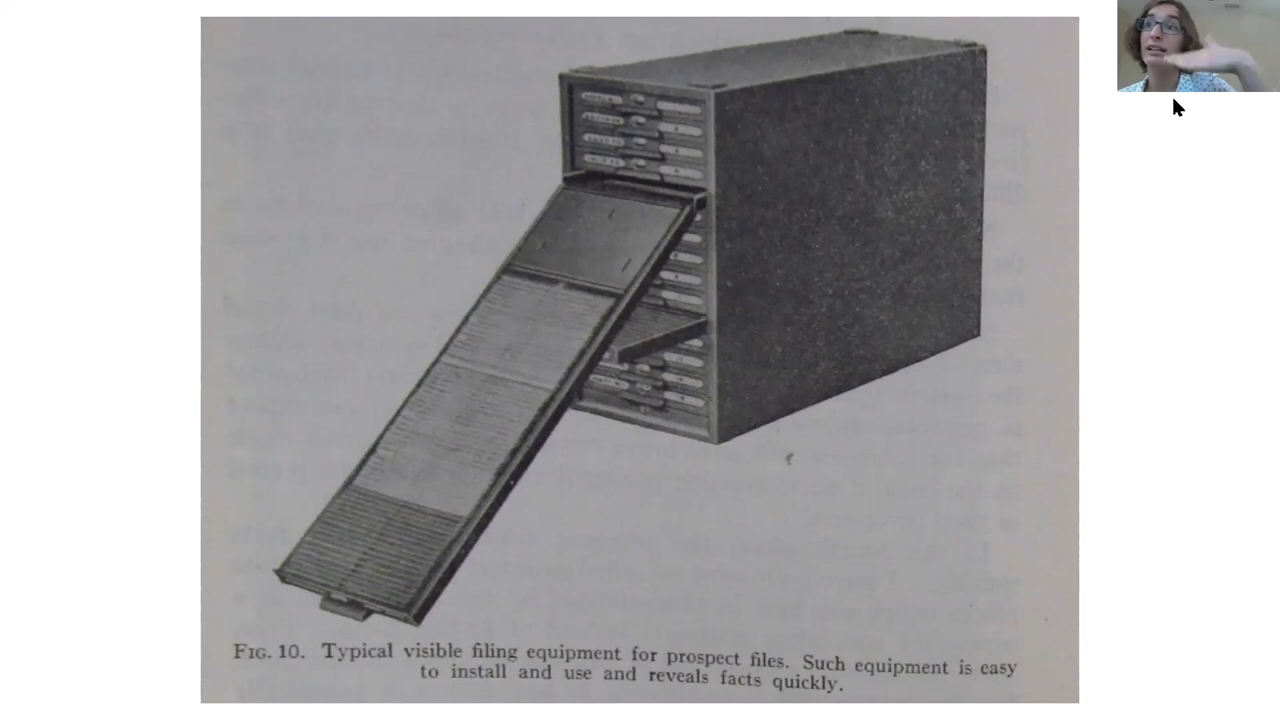 FIG. 10. Typical visible filing equipment for prospect files. Such equipment is easy
to install and use and reveals facts quickly.